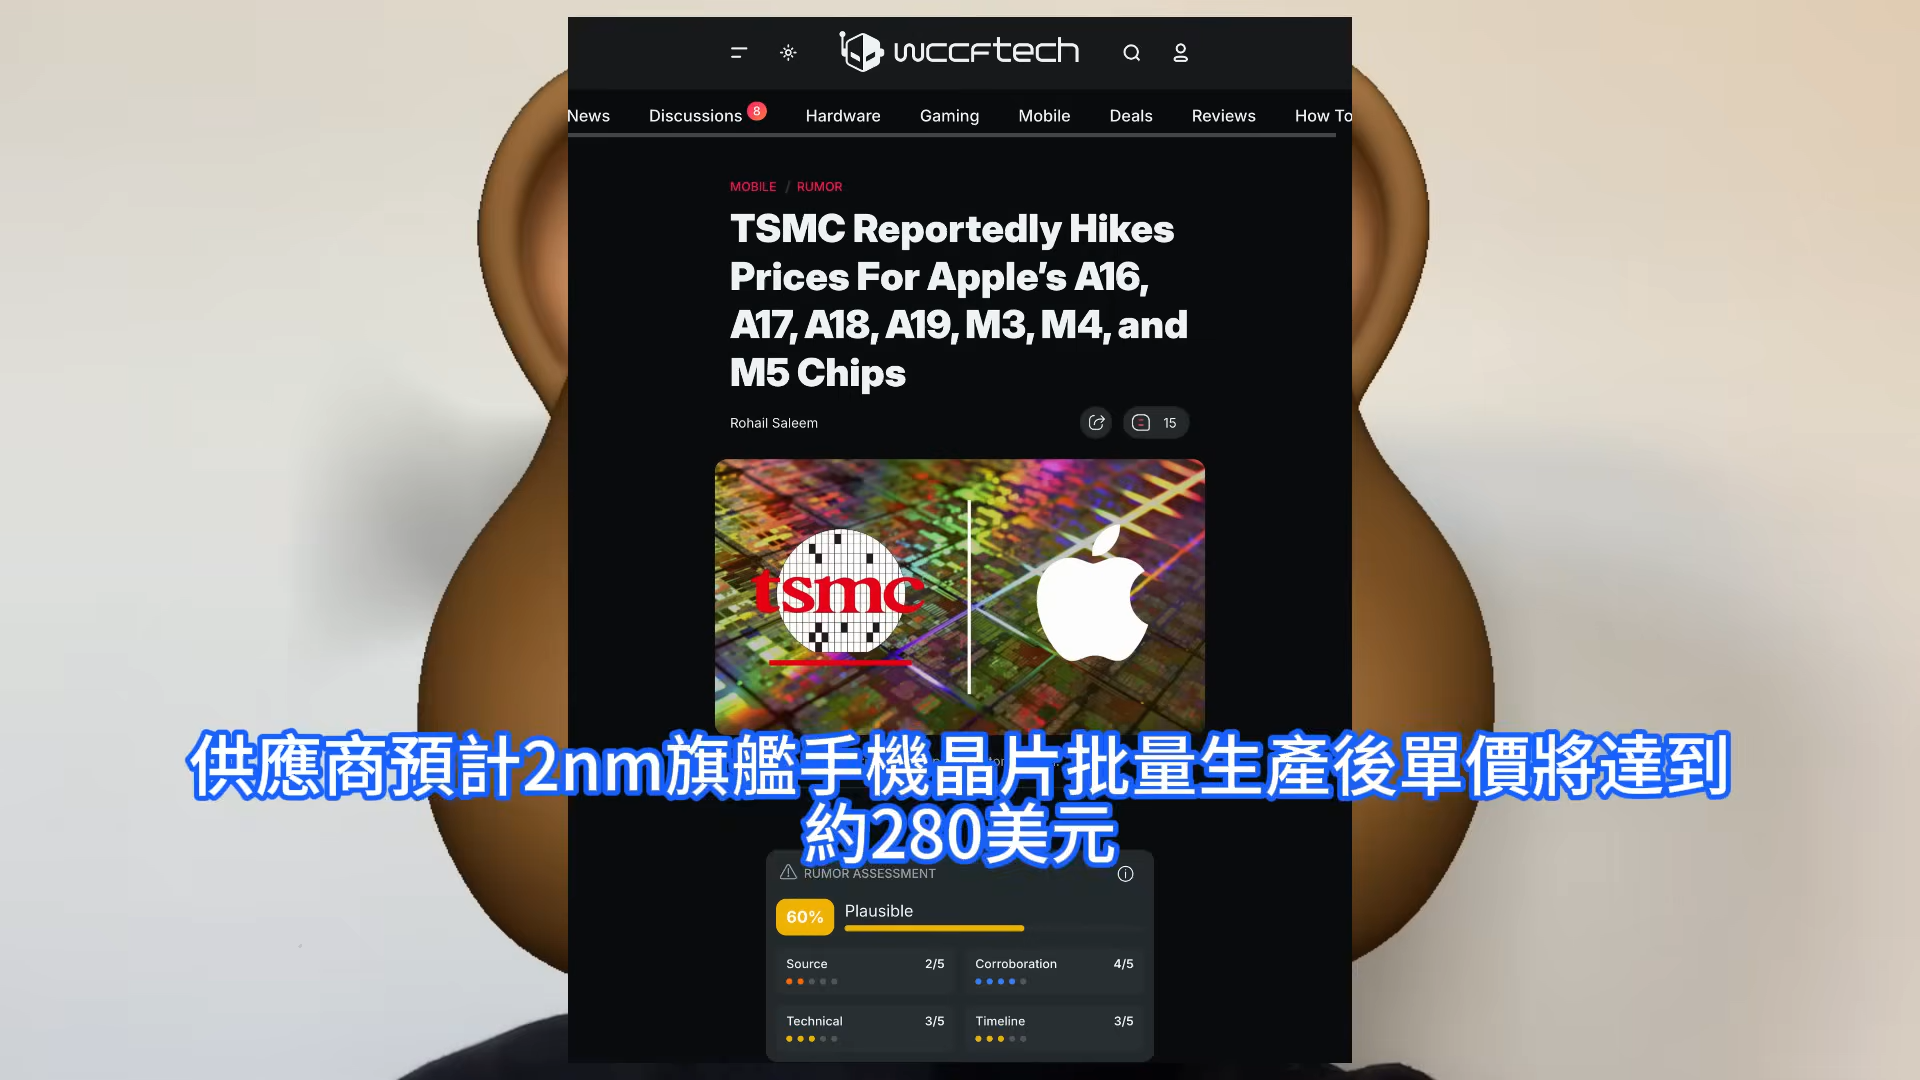 wccftech
News
Discussions 8
Hardware
Gaming
Mobile
Deals
Reviews
How To
MOBILE / RUMOR
TSMC Reportedly Hikes
Prices For Apple's A16,
A17, A18, A19, M3, M4, and
M5 Chips
Rohail Saleem
15
tsmc
供應商預計2nm旗艦手機晶片批量生產後單價將達到
約280美元
RUMOR ASSESSMENT
60%
Plausible
Source 2/5
Corroboration 4/5
Technical 3/5
Timeline 3/5